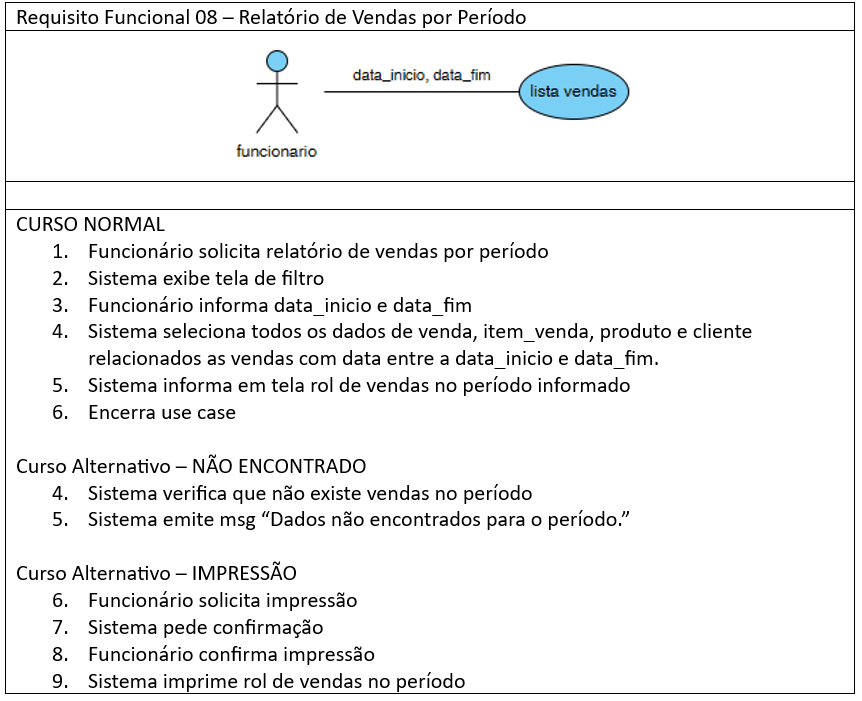 Requisito Funcional 08 – Relatório de Vendas por Período
data_inicio, data_fim
lista vendas
funcionario
CURSO NORMAL
1. Funcionário solicita relatório de vendas por período
2. Sistema exibe tela de filtro
3. Funcionário informa data_inicio e data_fim
4. Sistema seleciona todos os dados de venda, item_venda, produto e cliente
relacionados as vendas com data entre a data_inicio e data_fim.
5. Sistema informa em tela rol de vendas no período informado
6. Encerra use case
Curso Alternativo – NÃO ENCONTRADO
4. Sistema verifica que não existe vendas no período
5. Sistema emite msg “Dados não encontrados para o período.”
Curso Alternativo – IMPRESSÃO
6. Funcionário solicita impressão
7. Sistema pede confirmação
8. Funcionário confirma impressão
9. Sistema imprime rol de vendas no período